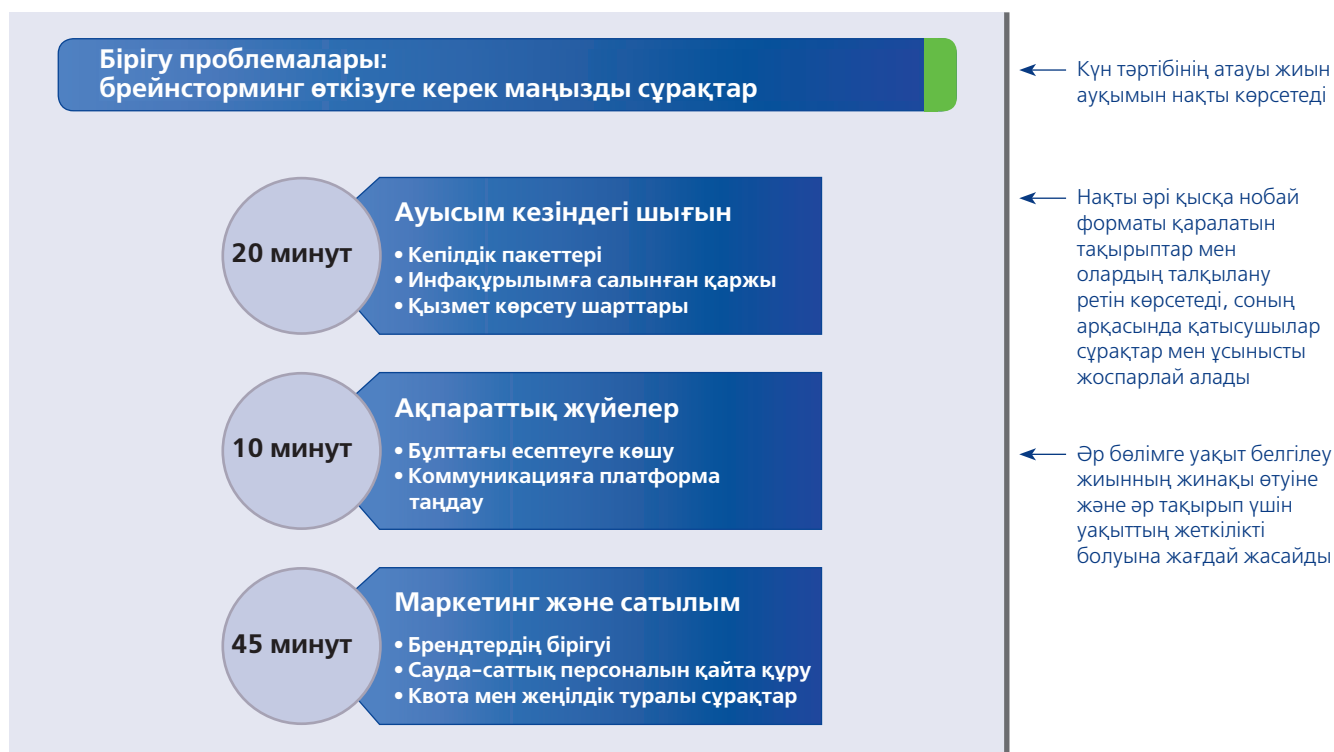 Бірігу проблемалары:
брейнсторминг өткізуге керек маңызды сұрақтар
20 минут
Ауысым кезіндегі шығын
• Кепілдік пакеттері
• Инфақұрылымға салынған қаржы
• Қызмет көрсету шарттары
10 минут
Ақпараттық жүйелер
• Бұлттағы есептеуге көшу
• Коммуникацияға платформа
таңдау
45 минут
Маркетинг және сатылым
• Брендтердің бірігуі
• Сауда-саттық персоналын қайта құру
• Квота мен жеңілдік туралы сұрақтар
Күн тәртібінің атауы жиын
ауқымын нақты көрсетеді
Нақты әрі қысқа нобай
форматы қаралатын
тақырыптар мен
олардың талқылану
ретін көрсетеді, соның
арқасында қатысушылар
сұрақтар мен ұсынысты
жоспарлай алады
Әр бөлімге уақыт белгілеу
жиынның жинақы өтуіне
және әр тақырып үшін
уақыттың жеткілікті
болуына жағдай жасайды